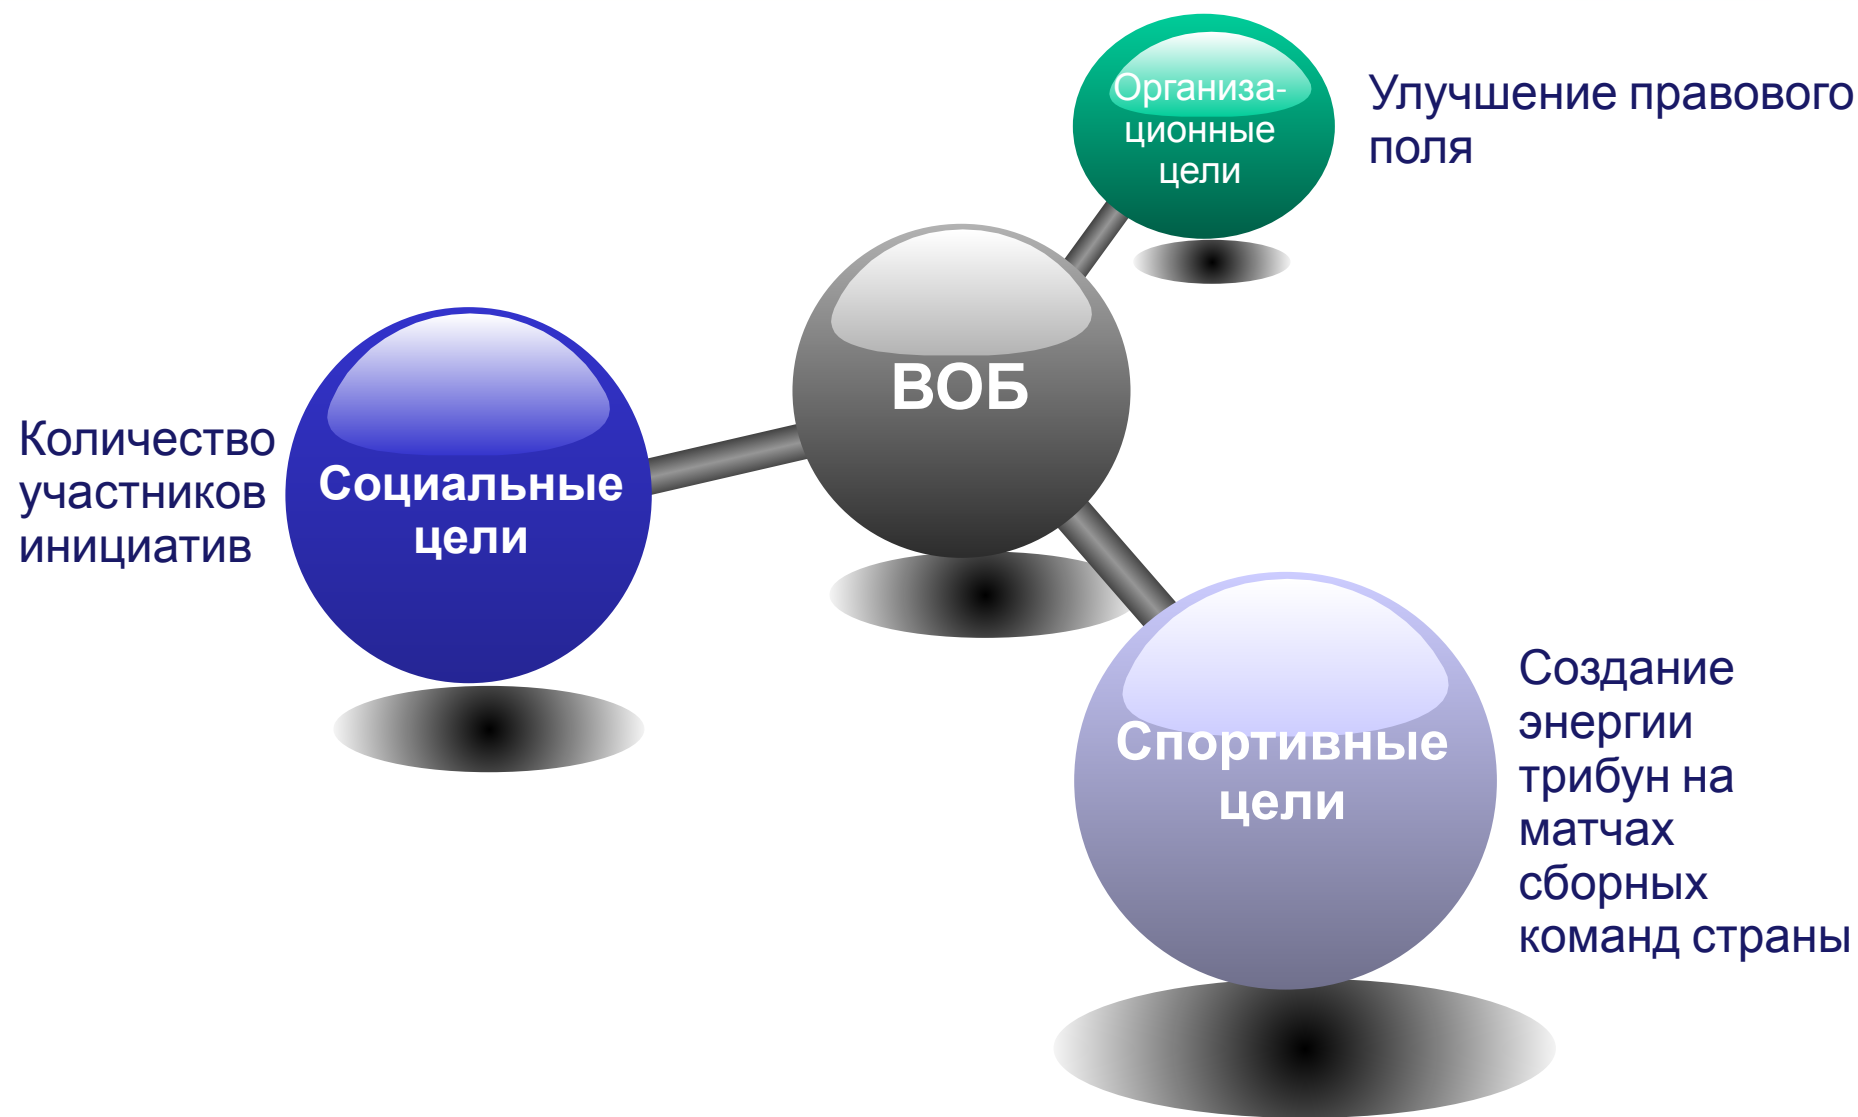 Организа-
ционные
цели
Улучшение правового
поля
ВОБ
Количество
участников
инициатив
Социальные
цели
Спортивные
цели
Создание
энергии
трибун на
матчах
сборных
команд страны